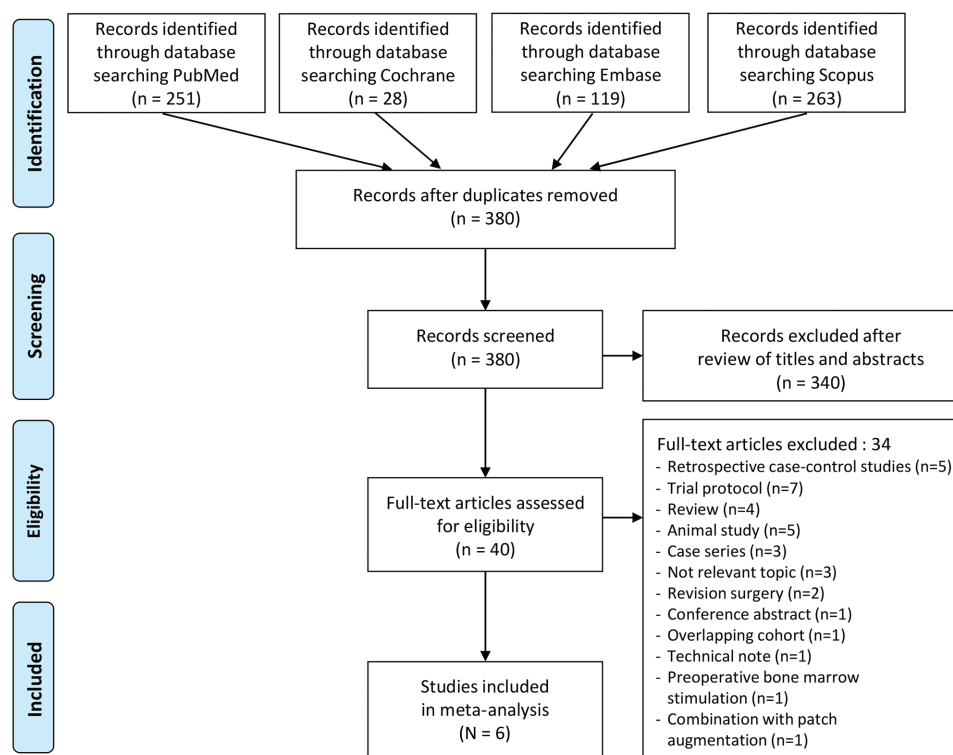 Identification
Records identified
through database
searching PubMed
(n = 251)
Records identified
through database
searching Cochrane
(n = 28)
Records identified
through database
searching Embase
(n = 119)
Records identified
through database
searching Scopus
(n = 263)
Records after duplicates removed
(n = 380)
Screening
Records screened
(n = 380)
Records excluded after
review of titles and abstracts
(n = 340)
Eligibility
Full-text articles assessed
for eligibility
(n = 40)
Full-text articles excluded : 34
- Retrospective case-control studies (n=5)
- Trial protocol (n=7)
- Review (n=4)
- Animal study (n=5)
- Case series (n=3)
- Not relevant topic (n=3)
- Revision surgery (n=2)
- Conference abstract (n=1)
- Overlapping cohort (n=1)
- Technical note (n=1)
- Preoperative bone marrow
stimulation (n=1)
- Combination with patch
augmentation (n=1)
Included
Studies included
in meta-analysis
(N = 6)